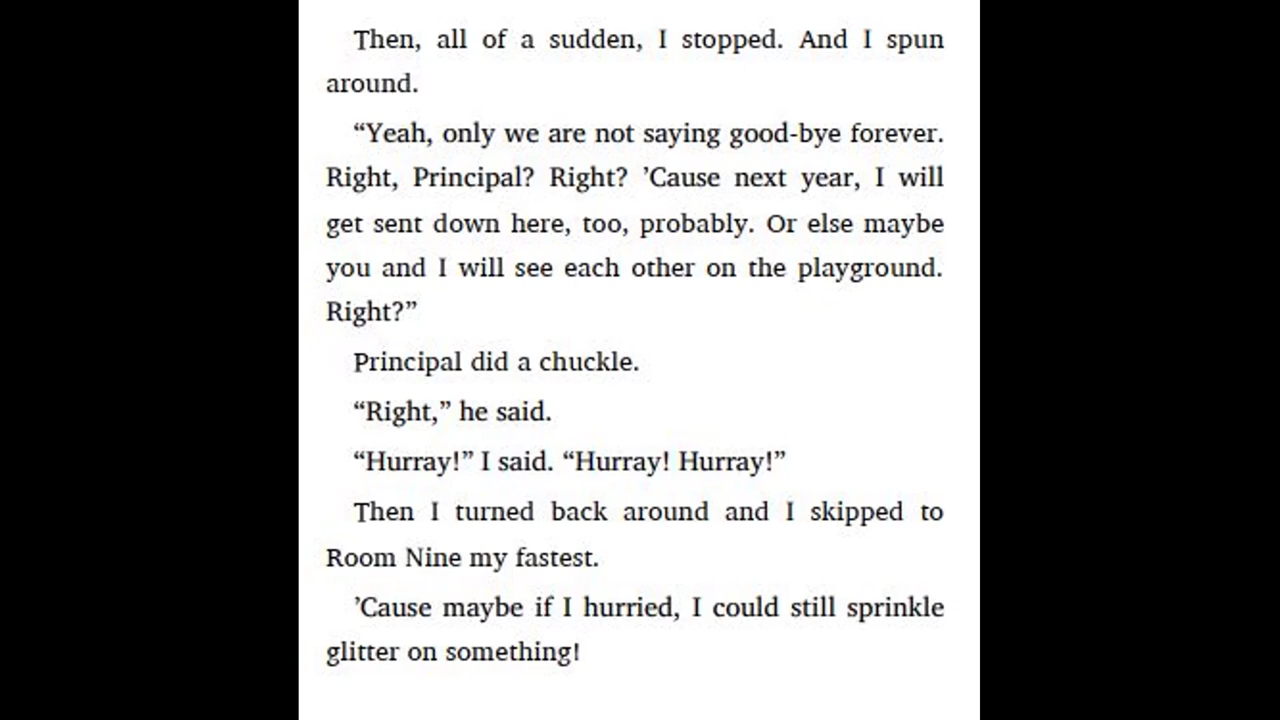 Then, all of a sudden, I stopped. And I spun
around.
“Yeah, only we are not saying good-bye forever.
Right, Principal? Right? ’Cause next year, I will
get sent down here, too, probably. Or else maybe
you and I will see each other on the playground.
Right?”
Principal did a chuckle.
“Right,” he said.
“Hurray!” I said. “Hurray! Hurray!”
Then I turned back around and I skipped to
Room Nine my fastest.
’Cause maybe if I hurried, I could still sprinkle
glitter on something!